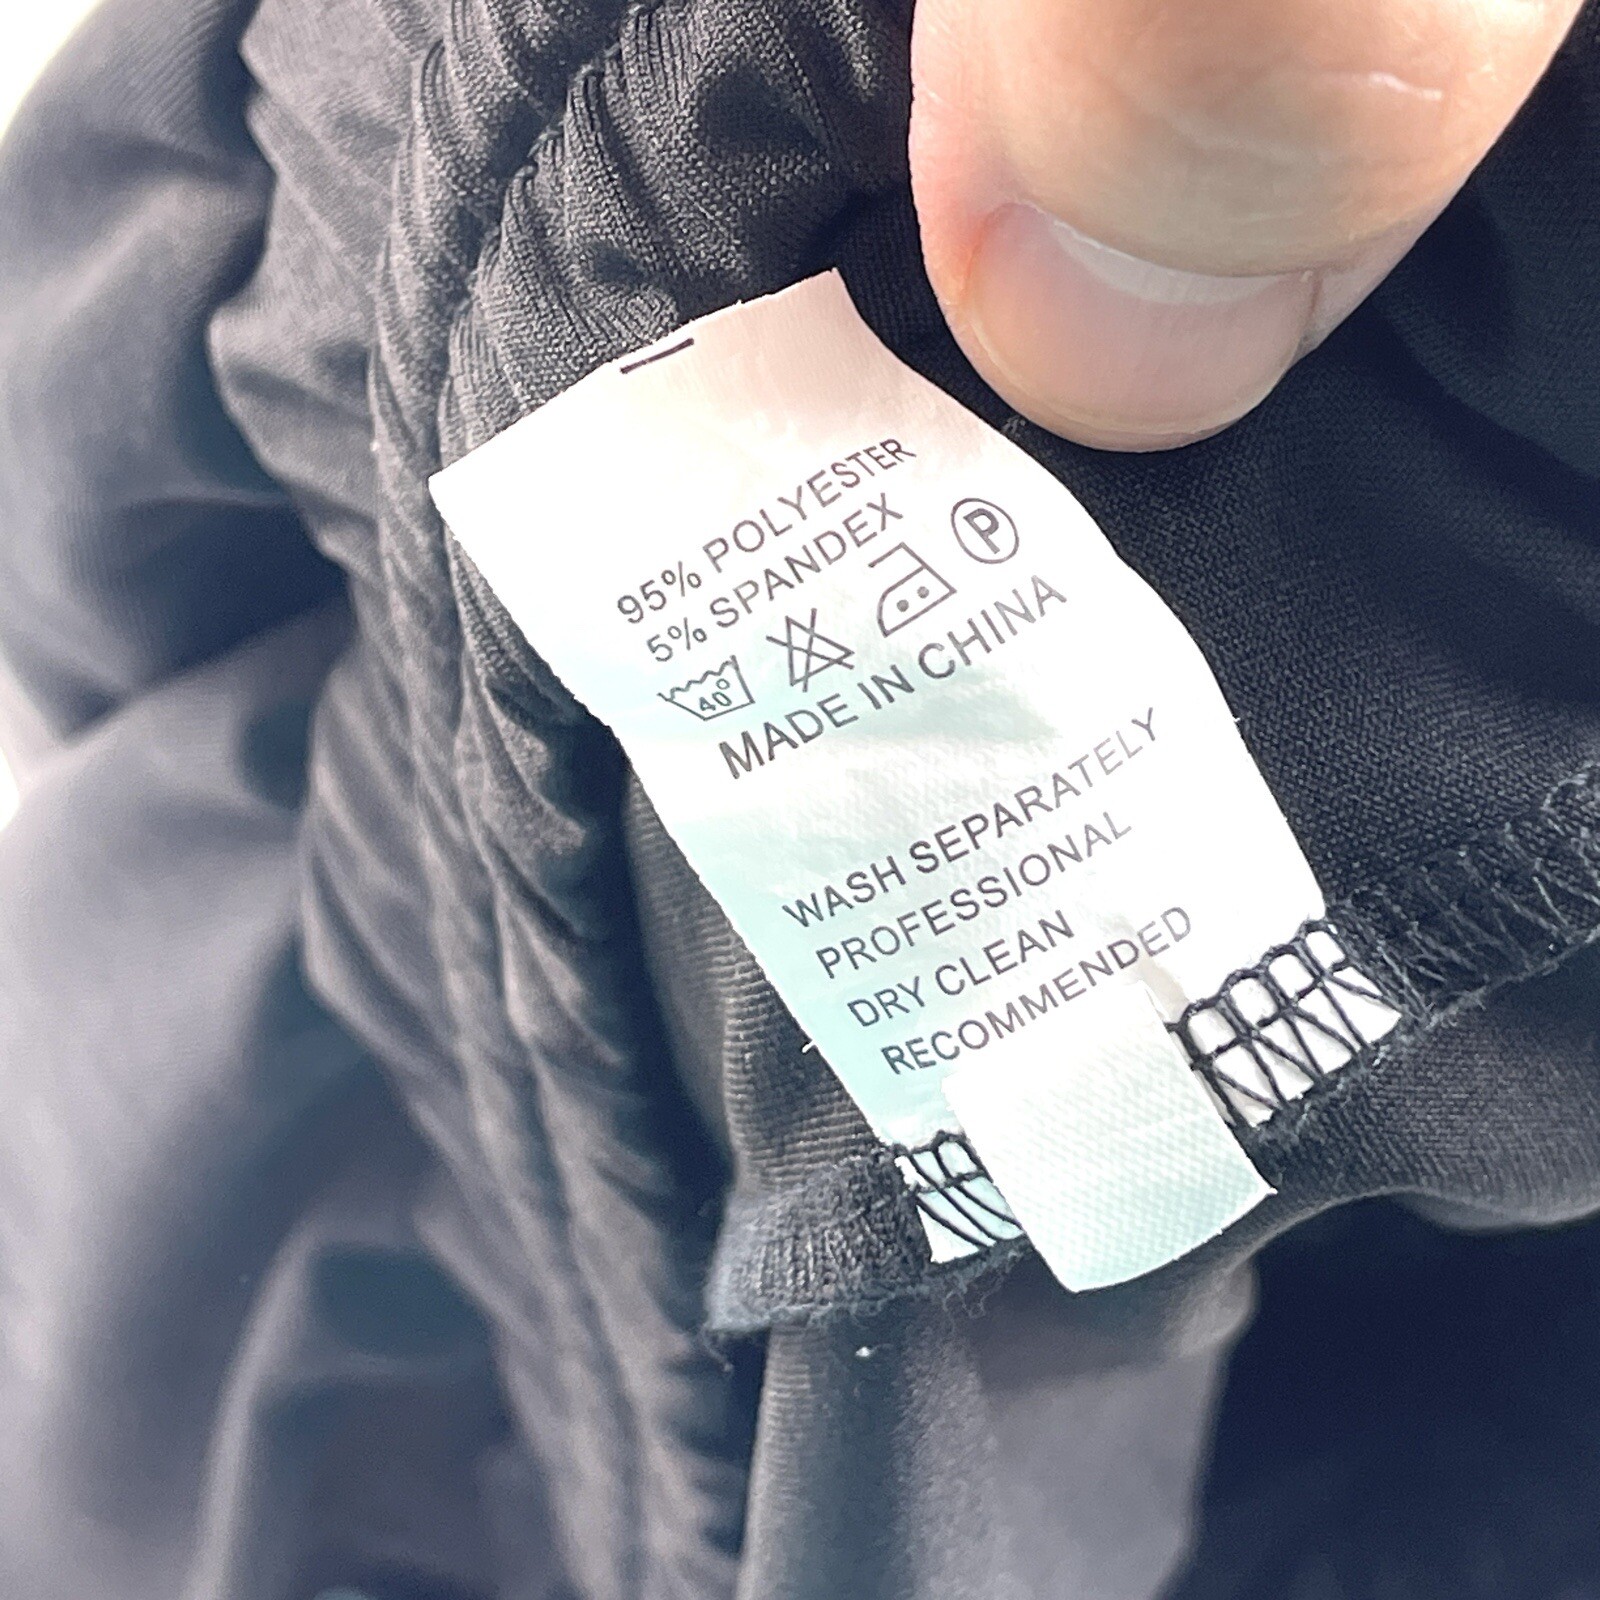 95% POLYESTER
5% SPANDEX
40° P
MADE IN CHINA
WASH SEPARATELY
PROFESSIONAL
DRY CLEAN
RECOMMENDED